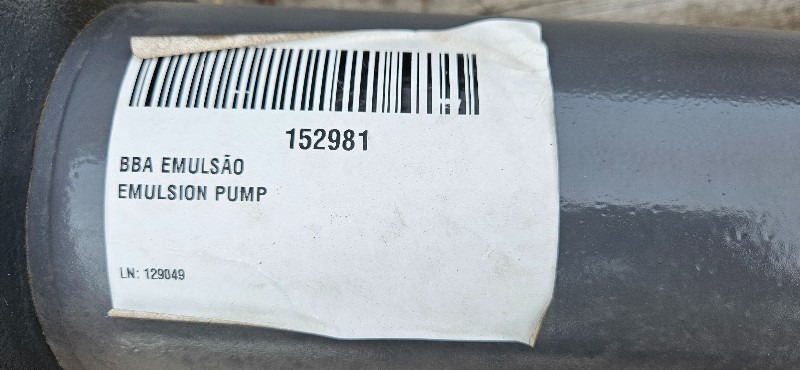 152981
BBA EMULSÃO
EMULSION PUMP
LN: 129049